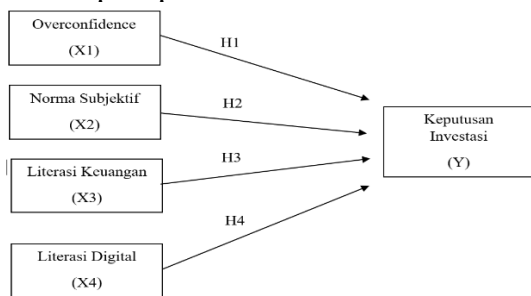 Overconfidence
(X1)
H1
Norma Subjektif
(X2)
H2
Literasi Keuangan
(X3)
H3
Literasi Digital
(X4)
H4
Keputusan
Investasi
(Y)